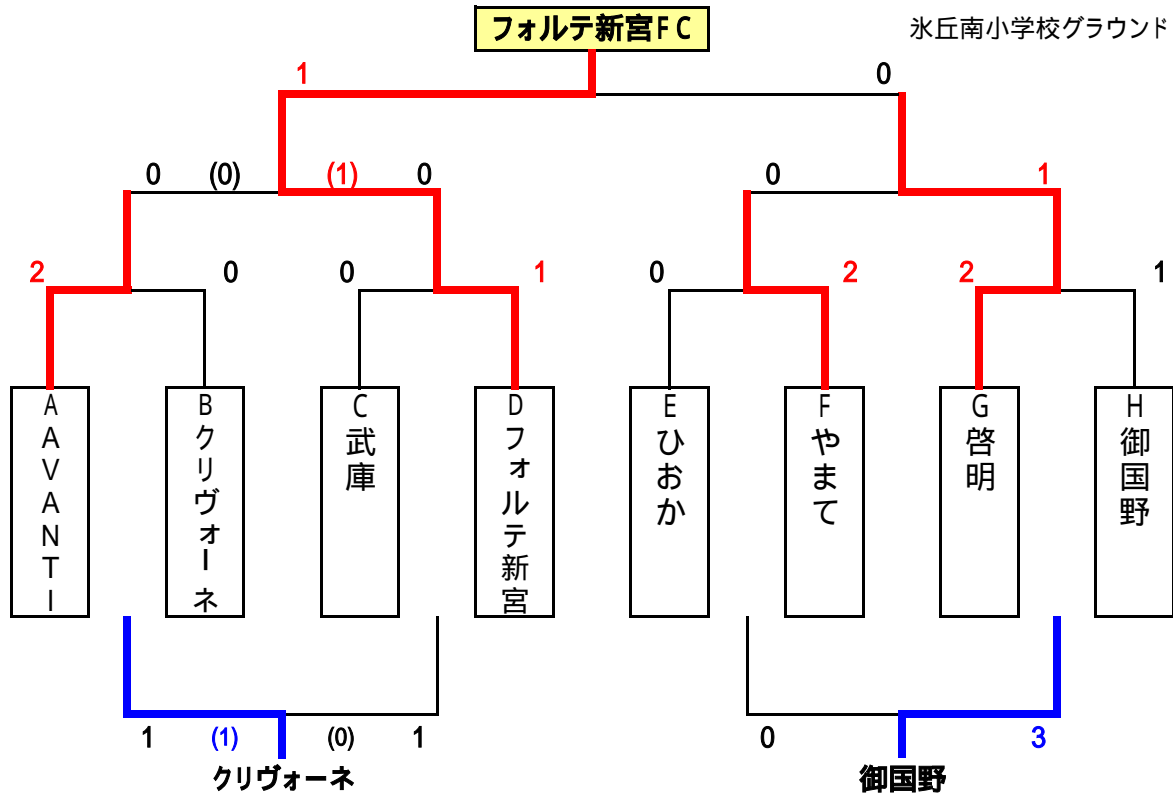 フォルテ新宮FC
氷丘南小学校グラウンド
1
0
0 (0) (1) 0
0 1
2 0 0 1 0 2 2 1
A AVANTI
B クリヴォーネ
C 武庫
D フォルテ新宮
E ひおか
F やまて
G 啓明
H 御国野
1 (1) (0) 1
0 3
クリヴォーネ
御国野